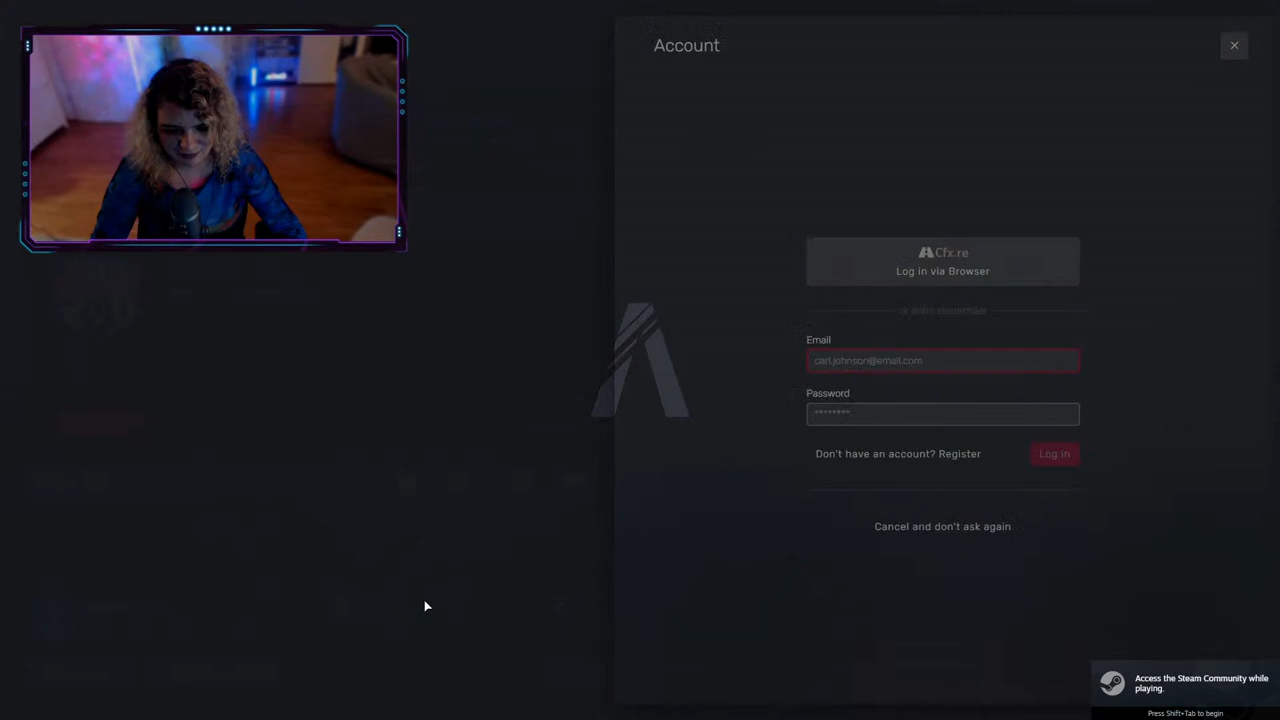 Account
Cfx.re
Log in via Browser
Email
carl.johnson@email.com
Password
********
Don't have an account? Register
Log in
Cancel and don't ask again
Access the Steam Community while
playing.
Press Shift+Tab to begin